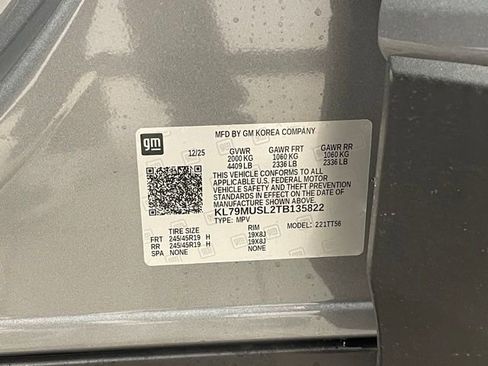 gm
MFD BY GM KOREA COMPANY
12/25 GVWR GAWR FRT GAWR RR
2000 KG 1060 KG 1060 KG
4409 LB 2336 LB 2336 LB
THIS VEHICLE CONFORMS TO ALL
APPLICABLE U.S. FEDERAL MOTOR
VEHICLE SAFETY AND THEFT PREVENTION
STANDARDS IN EFFECT ON THE DATE OF
MANUFACTURE SHOWN ABOVE.
KL79MUSL2TB135822
TYPE: MPV MODEL: 221TT56
TIRE SIZE RIM
FRT 245/45R19 H 19X8J
RR 245/45R19 H 19X8J
SPA NONE NONE